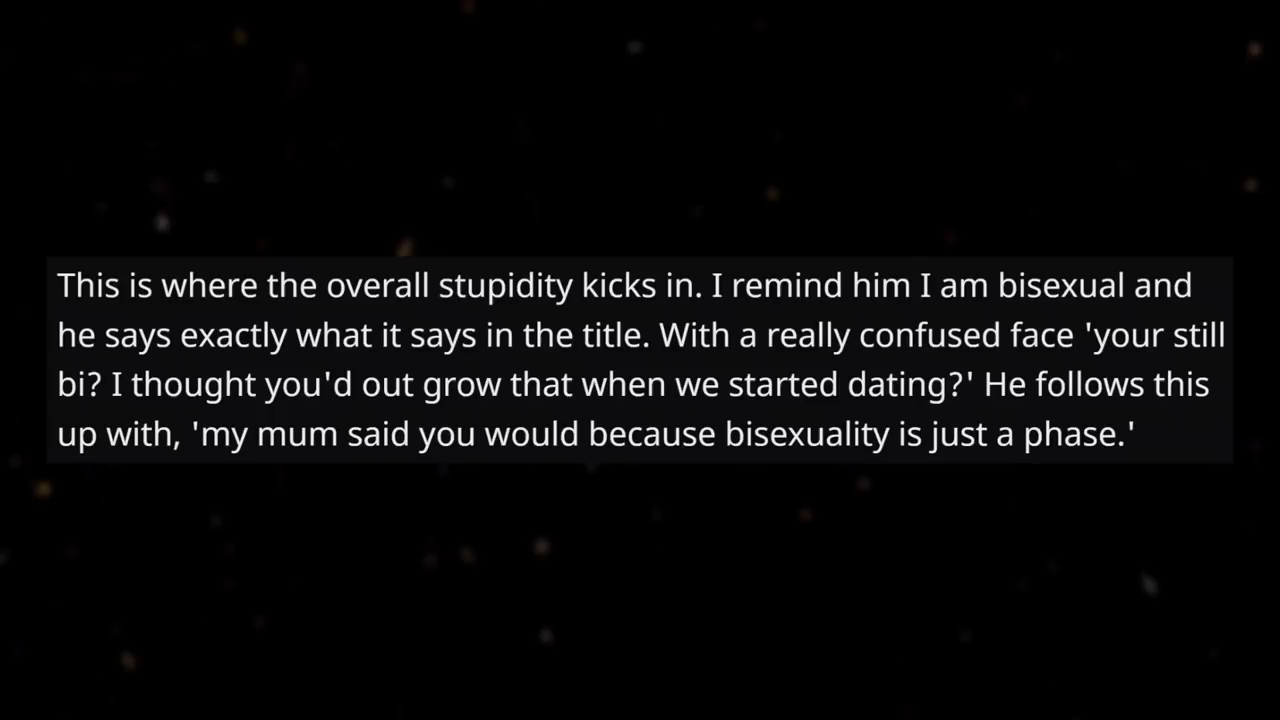 This is where the overall stupidity kicks in. I remind him I am bisexual and
he says exactly what it says in the title. With a really confused face 'your still
bi? I thought you'd out grow that when we started dating?' He follows this
up with, 'my mum said you would because bisexuality is just a phase.'